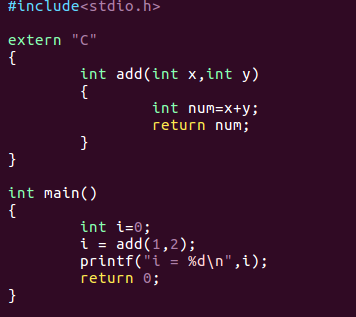 #include<stdio.h>
extern "C"
{
        int add(int x,int y)
        {
                int num=x+y;
                return num;
        }
}
int main()
{
        int i=0;
        i = add(1,2);
        printf("i = %d\n",i);
        return 0;
}